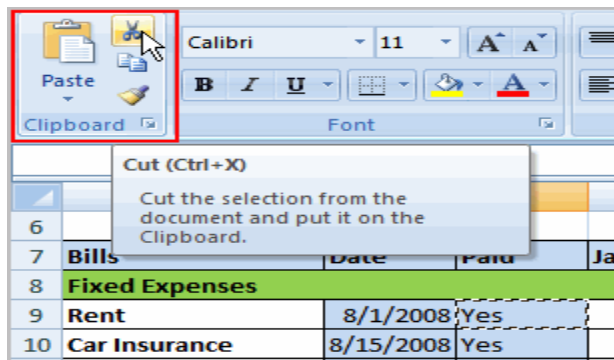 Calibri 11 A A
Paste
B I U A
Clipboard Font
Cut (Ctrl+X)
Cut the selection from the
document and put it on the
Clipboard.
6
7 Bills Date Paid Ja
8 Fixed Expenses
9 Rent 8/1/2008 Yes
10 Car Insurance 8/15/2008 Yes